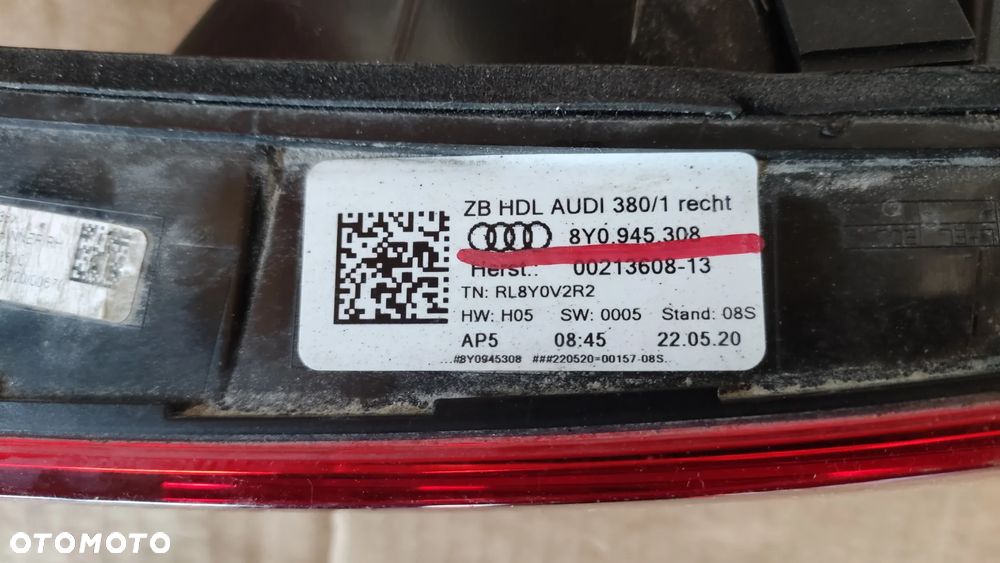 ZB HDL AUDI 380/1 recht
8Y0.945.308
Herst.: 00213608-13
TN: RL8Y0V2R2
HW: H05 SW: 0005 Stand: 08S
AP5 08:45 22.05.20
...#8Y0945308 ###220520=00157-08S...
OTOMOTO